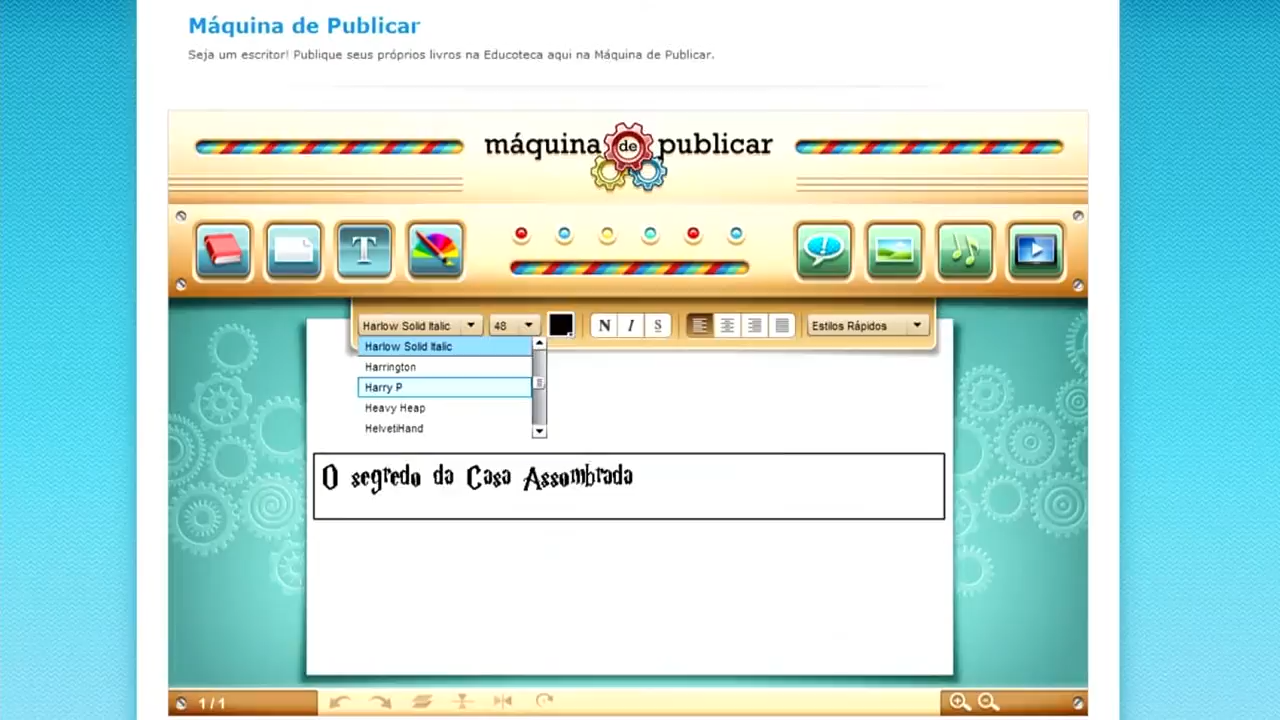 Máquina de Publicar
Seja um escritor! Publique seus próprios livros na Educoteca aqui na Máquina de Publicar.
máquina de publicar
T
Harlow Solid Italic 48 N I S Estilos Rápidos
Harlow Solid Italic
Harrington
Harry P
Heavy Heap
HelvetiHand
O segredo da Casa Assombrada
1/1